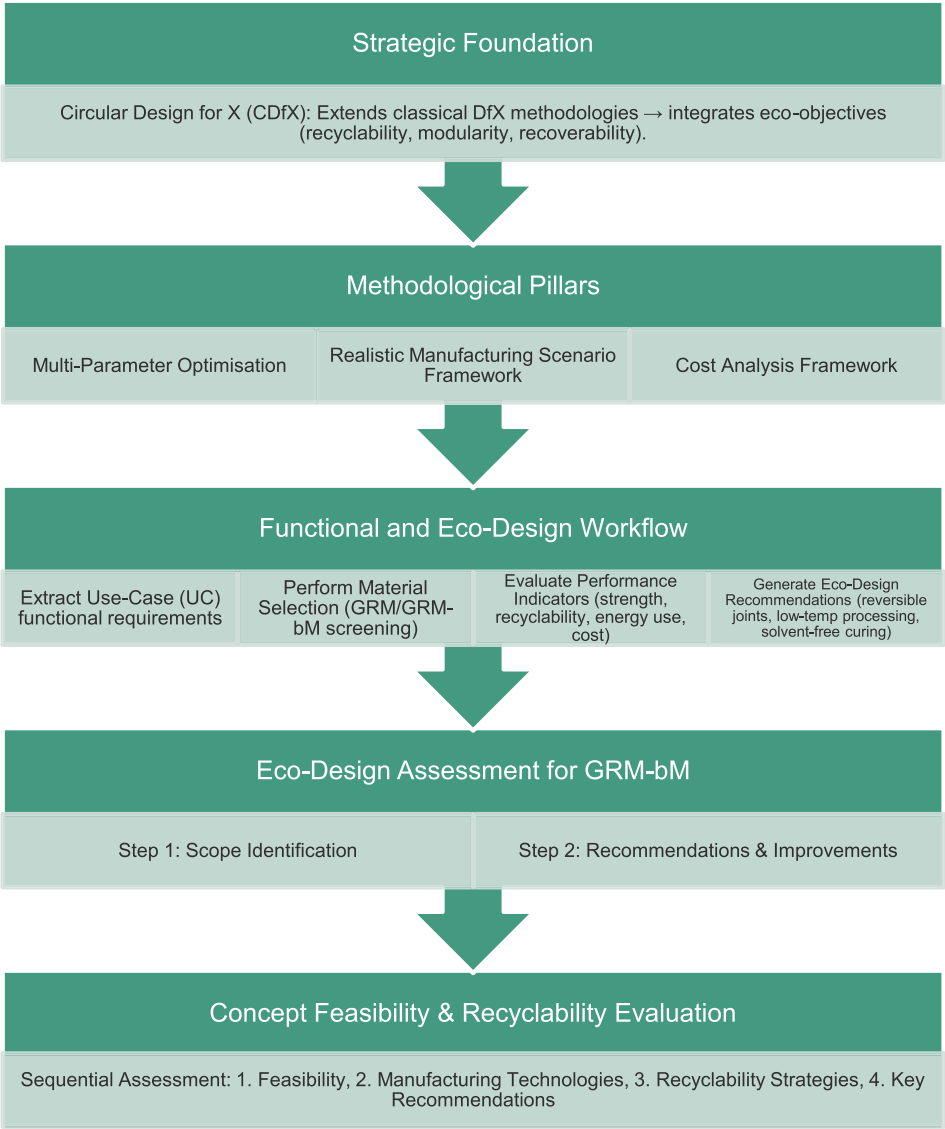 Strategic Foundation
Circular Design for X (CDfX): Extends classical DfX methodologies → integrates eco-objectives
(recyclability, modularity, recoverability).
Methodological Pillars
Multi-Parameter Optimisation
Realistic Manufacturing Scenario
Framework
Cost Analysis Framework
Functional and Eco-Design Workflow
Extract Use-Case (UC)
functional requirements
Perform Material
Selection (GRM/GRM-
bM screening)
Evaluate Performance
Indicators (strength,
recyclability, energy use,
cost)
Generate Eco-Design
Recommendations (reversible
joints, low-temp processing,
solvent-free curing)
Eco-Design Assessment for GRM-bM
Step 1: Scope Identification
Step 2: Recommendations & Improvements
Concept Feasibility & Recyclability Evaluation
Sequential Assessment: 1. Feasibility, 2. Manufacturing Technologies, 3. Recyclability Strategies, 4. Key
Recommendations